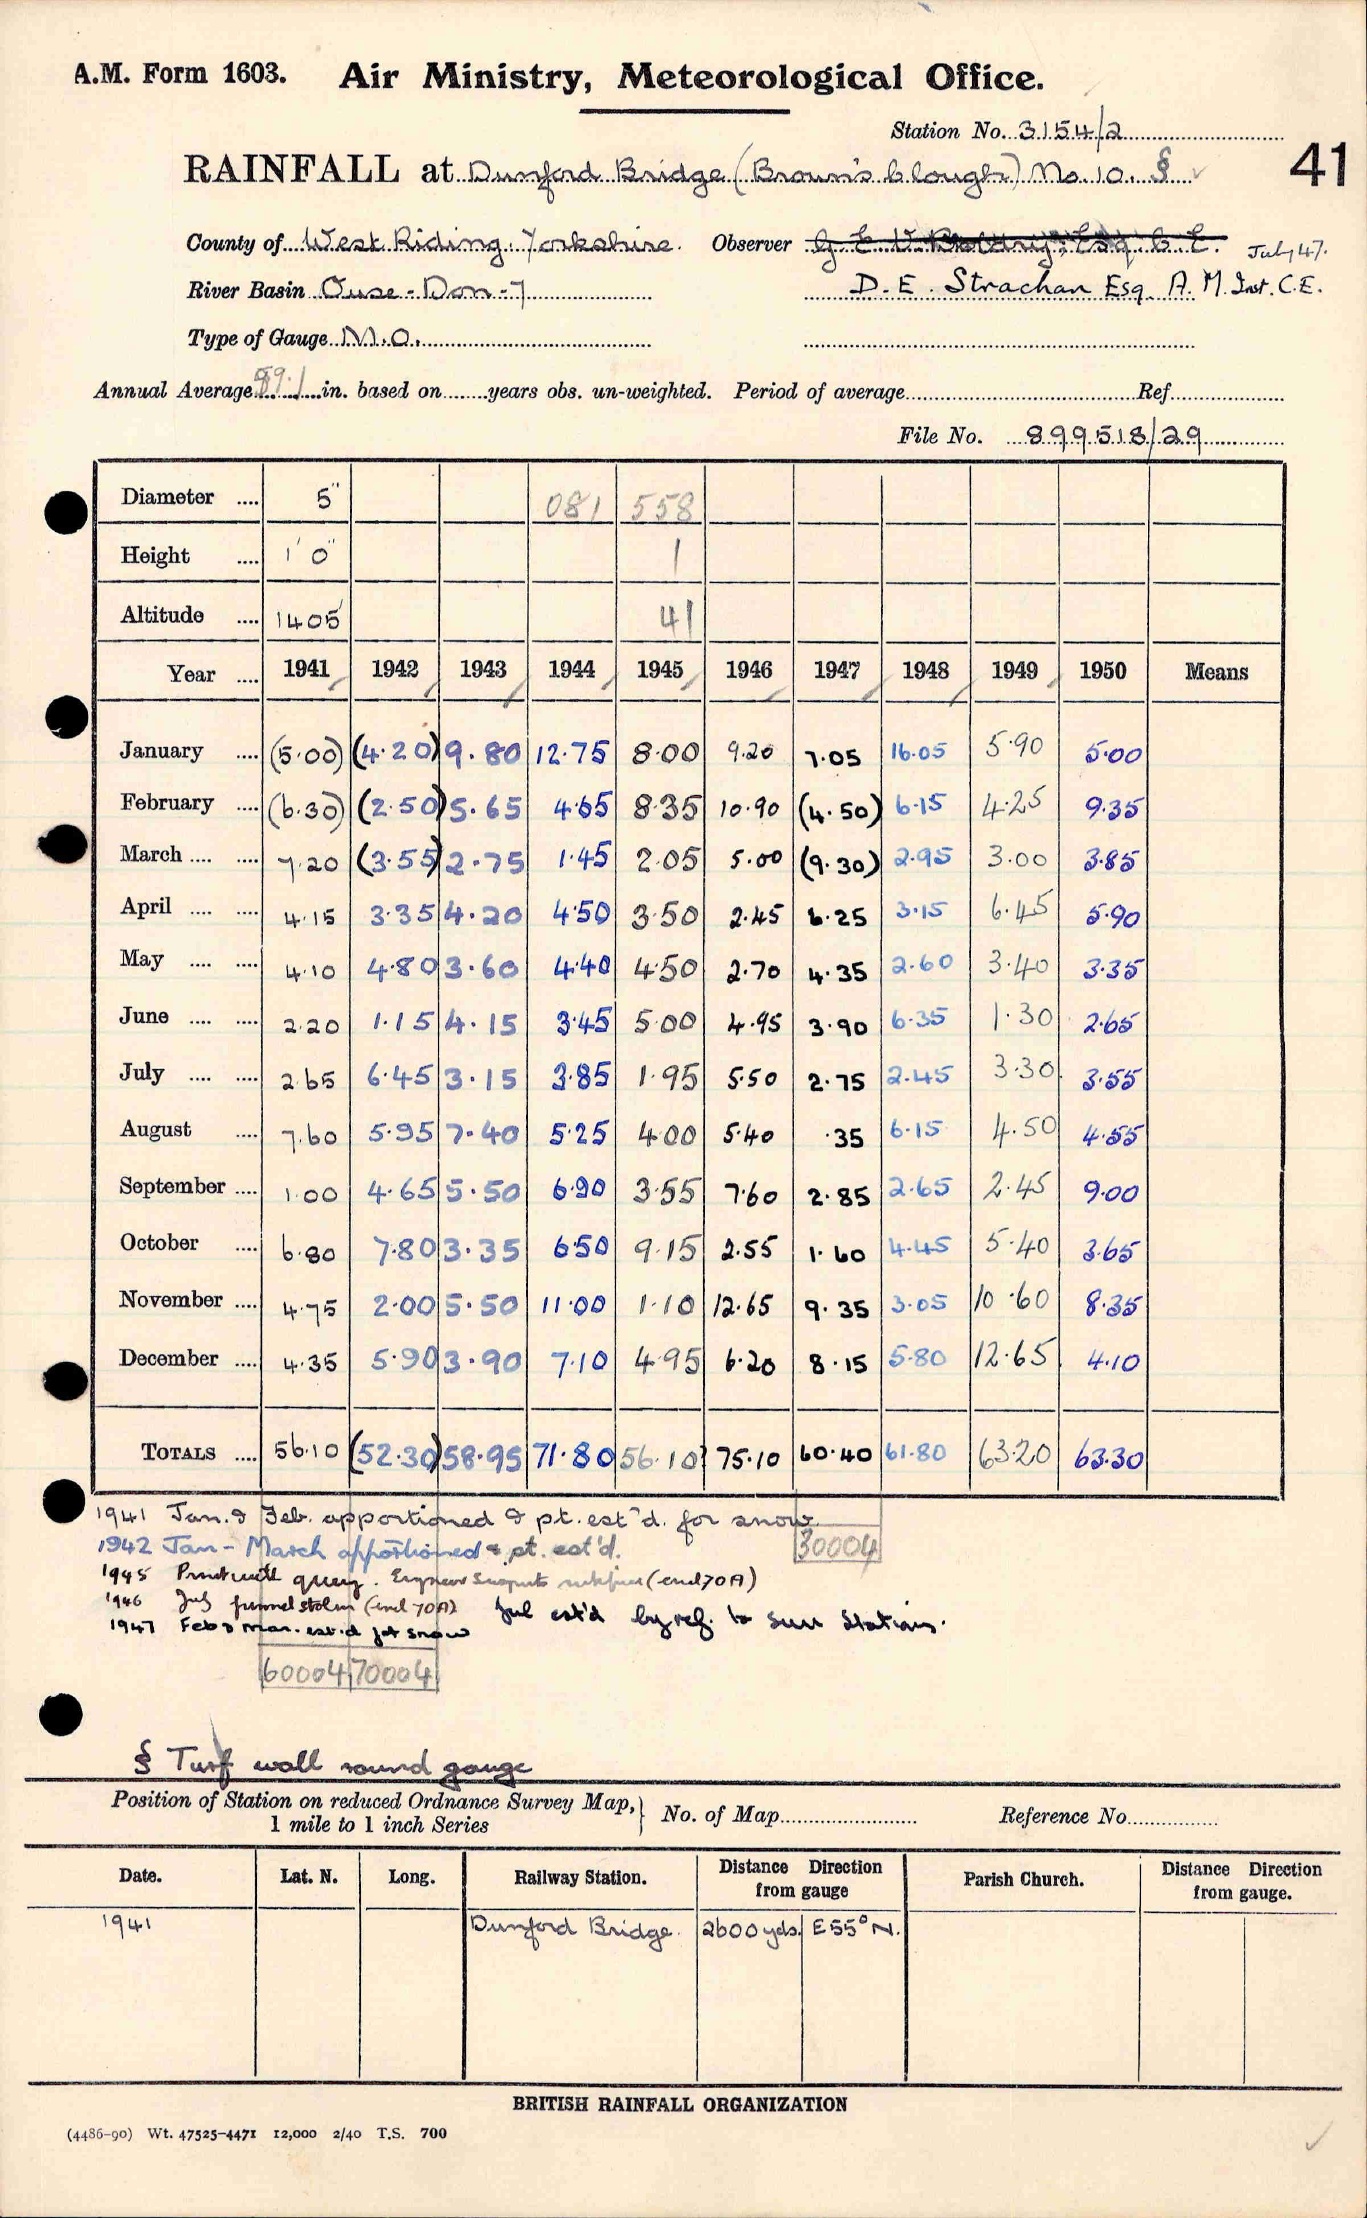 A.M. Form 1603. Air Ministry, Meteorological Office.
Station No. 3154/2
RAINFALL at Dunford Bridge (Brown's Clough) No. 10. §
41
County of West Riding, Yorkshire. Observer G E V Esq C. E. July 47.
River Basin Ouse-Don-7 D. E. Strachan Esq. A. M. Inst. C.E.
Type of Gauge M.O.
Annual Average 59.1 in. based on years obs. un-weighted. Period of average Ref
File No. 899518/29
Diameter 5" 081 558
Height 1' 0" 1
Altitude 1405' 41
Year 1941 1942 1943 1944 1945 1946 1947 1948 1949 1950 Means
January (5.00) (4.20) 9.80 12.75 8.00 9.20 7.05 16.05 5.90 5.00
February (6.30) (2.50) 5.65 4.65 8.35 10.90 (4.50) 6.15 4.25 9.35
March 7.20 (3.55) 2.75 1.45 2.05 5.00 (9.30) 2.95 3.00 3.85
April 4.15 3.35 4.20 4.50 3.50 2.45 6.25 3.15 6.45 5.90
May 4.10 4.80 3.60 4.40 4.50 2.70 4.35 2.60 3.40 3.35
June 2.20 1.15 4.15 3.45 5.00 4.95 3.90 6.35 1.30 2.65
July 2.65 6.45 3.15 3.85 1.95 5.50 2.75 2.45 3.30 3.55
August 7.60 5.95 7.40 5.25 4.00 5.40 .35 6.15 4.50 4.55
September 1.00 4.65 5.50 6.90 3.55 7.60 2.85 2.65 2.45 9.00
October 6.80 7.80 3.35 6.50 9.15 2.55 1.60 4.45 5.40 3.65
November 4.75 2.00 5.50 11.00 1.10 12.65 9.35 3.05 10.60 8.35
December 4.35 5.90 3.90 7.10 4.95 6.20 8.15 5.80 12.65 4.10
TOTALS 56.10 (52.30) 58.95 71.80 56.10? 75.10 60.40 61.80 63.20 63.30
1941 Jan. & Feb. apportioned & pt. est'd. for snow
1942 Jan - March apportioned & pt. est'd. 30004
1945 Print with query. Engineer suspects (encl 70A)
1946 July funnel stolen (encl 70A) Jul est'd by ref. to surr stations.
1947 Feb & Mar. est'd for snow
60004 70004
§ Turf wall round gauge
Position of Station on reduced Ordnance Survey Map, 1 mile to 1 inch Series } No. of Map Reference No.
Date. Lat. N. Long. Railway Station. Distance Direction from gauge Parish Church. Distance Direction from gauge.
1941 Dunford Bridge. 2600 yds. E55°N.
BRITISH RAINFALL ORGANIZATION
(4486-90) Wt. 47525-4471 12,000 2/40 T.S. 700